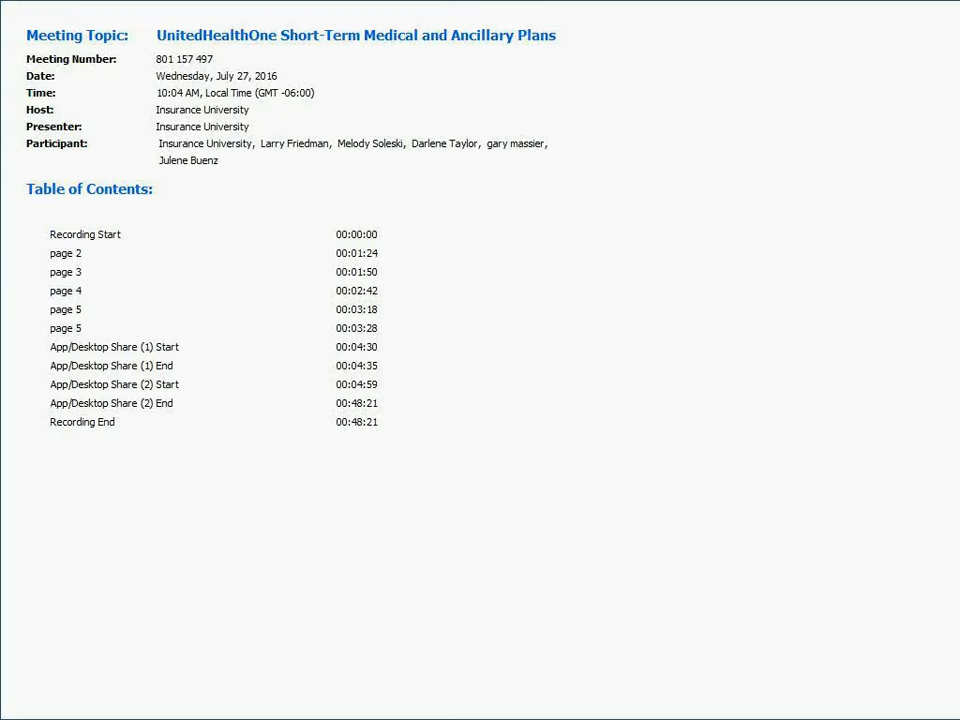 Meeting Topic: UnitedHealthOne Short-Term Medical and Ancillary Plans
Meeting Number: 801 157 497
Date: Wednesday, July 27, 2016
Time: 10:04 AM, Local Time (GMT -06:00)
Host: Insurance University
Presenter: Insurance University
Participant: Insurance University, Larry Friedman, Melody Soleski, Darlene Taylor, gary massier,
Julene Buenz
Table of Contents:
Recording Start 00:00:00
page 2 00:01:24
page 3 00:01:50
page 4 00:02:42
page 5 00:03:18
page 5 00:03:28
App/Desktop Share (1) Start 00:04:30
App/Desktop Share (1) End 00:04:35
App/Desktop Share (2) Start 00:04:59
App/Desktop Share (2) End 00:48:21
Recording End 00:48:21